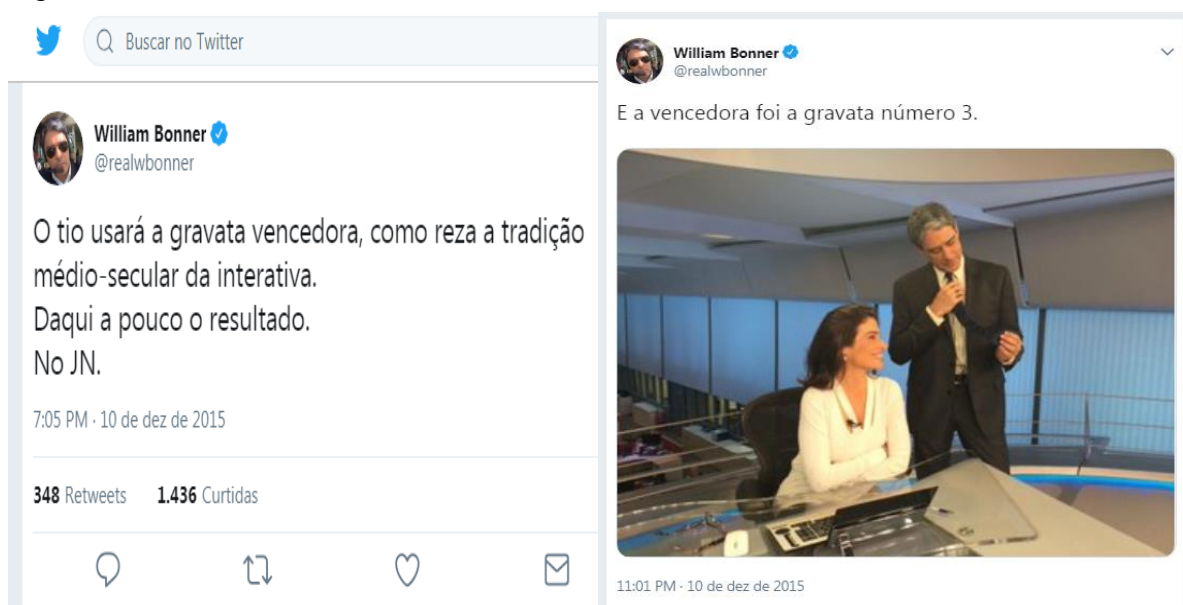 Buscar no Twitter
William Bonner
@realwbonner
O tio usará a gravata vencedora, como reza a tradição
médio-secular da interativa.
Daqui a pouco o resultado.
No JN.
7:05 PM · 10 de dez de 2015
348 Retweets 1.436 Curtidas
William Bonner
@realwbonner
E a vencedora foi a gravata número 3.
11:01 PM · 10 de dez de 2015